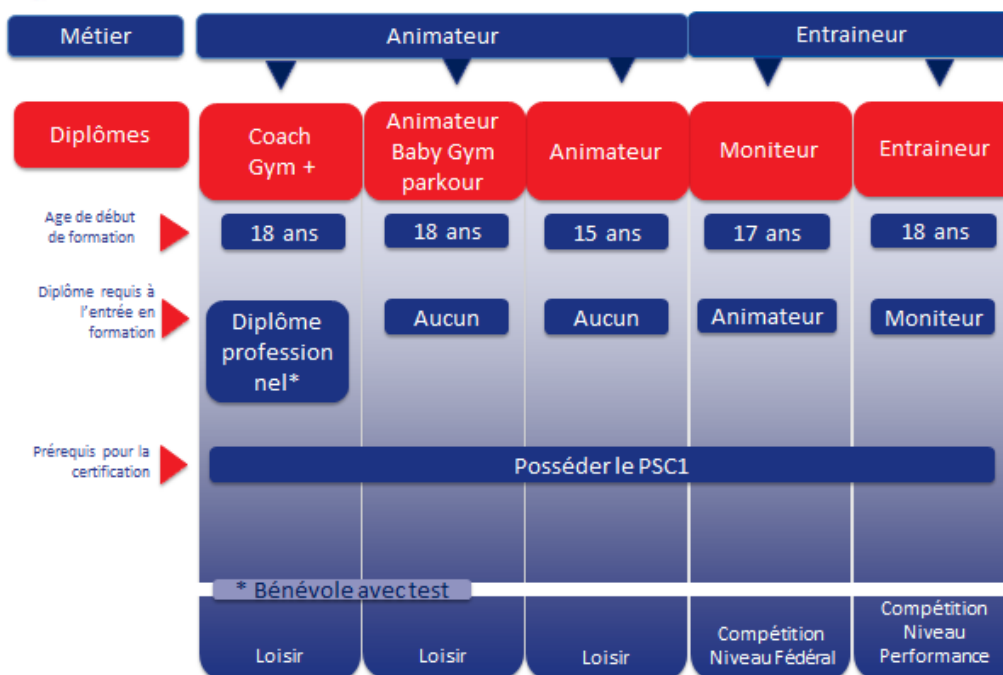 Métier
Animateur
Entraineur
Diplômes
Coach
Gym +
Animateur
Baby Gym
parkour
Animateur
Moniteur
Entraineur
Age de début
de formation
18 ans
18 ans
15 ans
17 ans
18 ans
Diplôme requis à
l'entrée en
formation
Diplôme
profession
nel*
Aucun
Aucun
Animateur
Moniteur
Prérequis pour la
certification
Posséder le PSC1
* Bénévole avec test
Loisir
Loisir
Loisir
Compétition
Niveau Fédéral
Compétition
Niveau
Performance